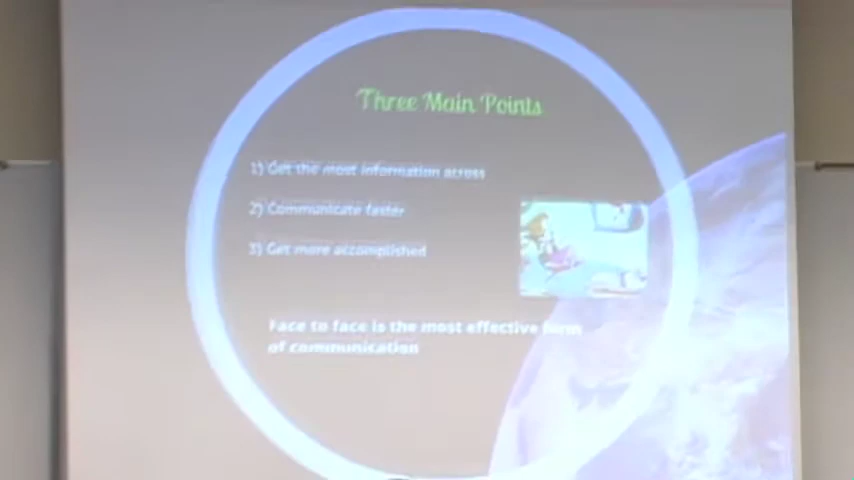 Three Main Points
1) Get the most information across
2) Communicate faster
3) Get more accomplished
Face to face is the most effective form
of communication